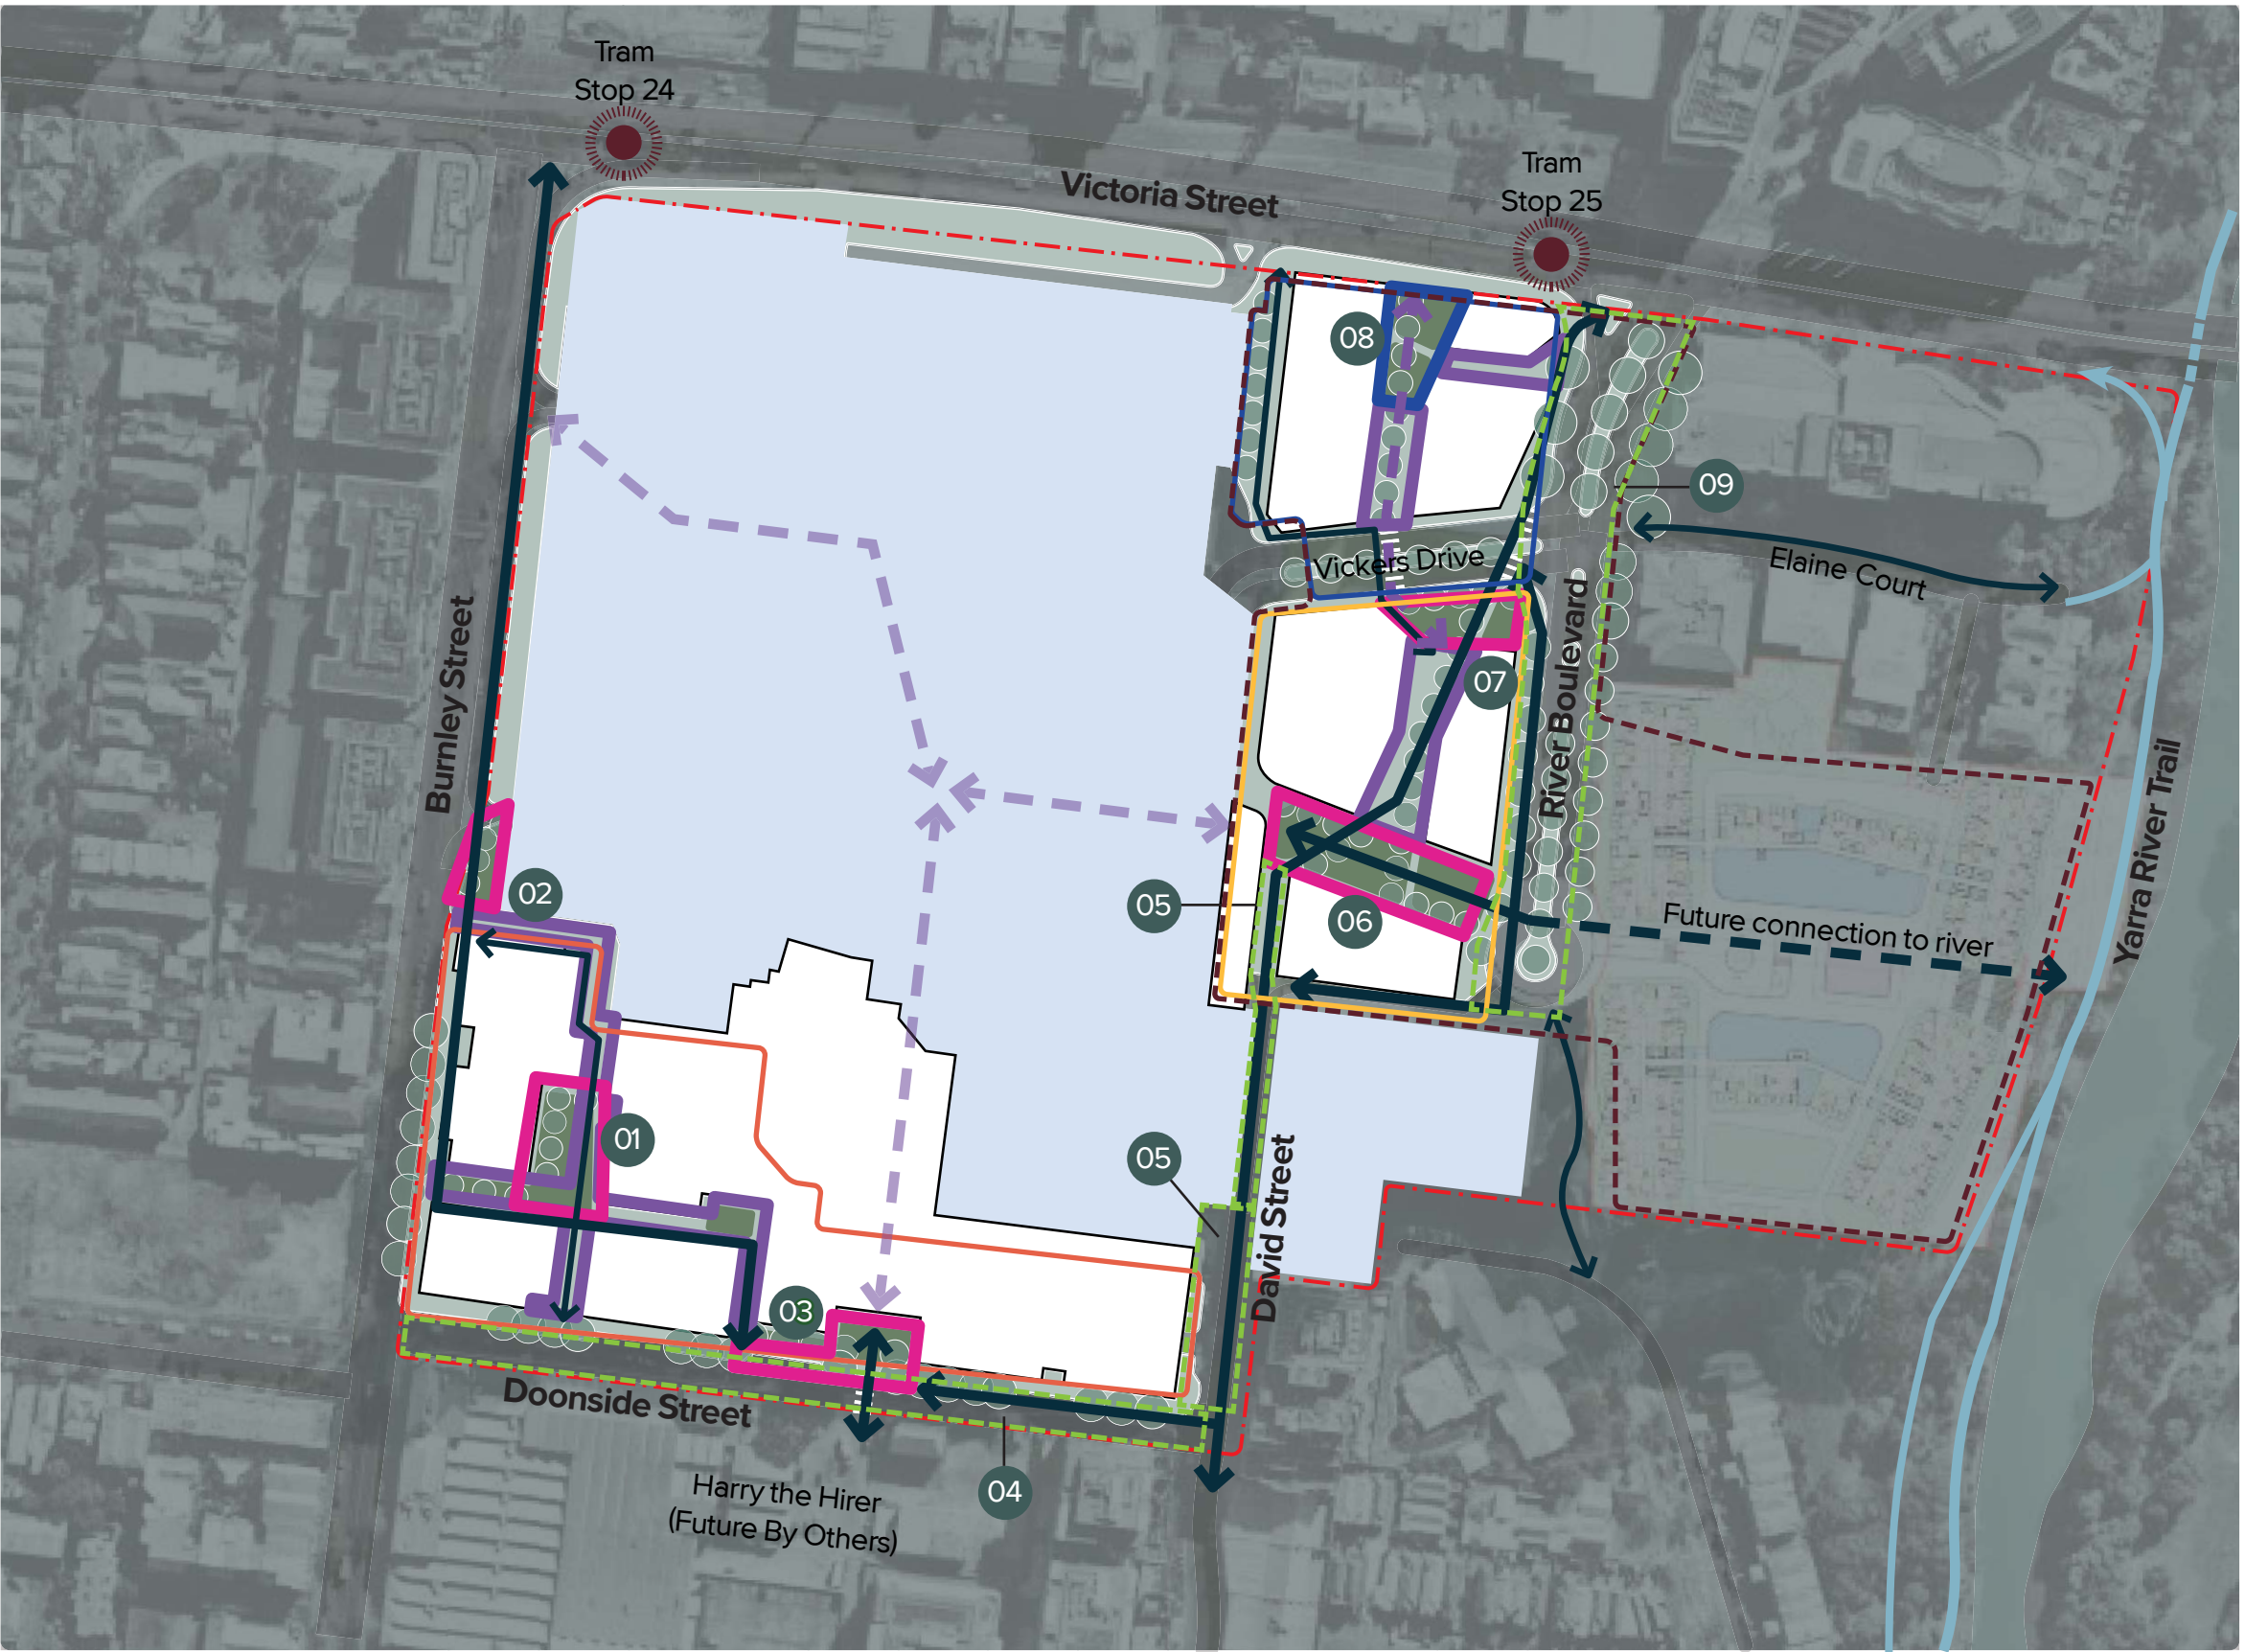 Tram
Stop 24
Tram
Stop 25
Victoria Street
08
09
Vickers Drive
Elaine Court
Burnley Street
07
River Boulevard
Yarra River Trail
02
05
06
Future connection to river
01
05
David Street
03
Doonside Street
04
Harry the Hirer
(Future By Others)